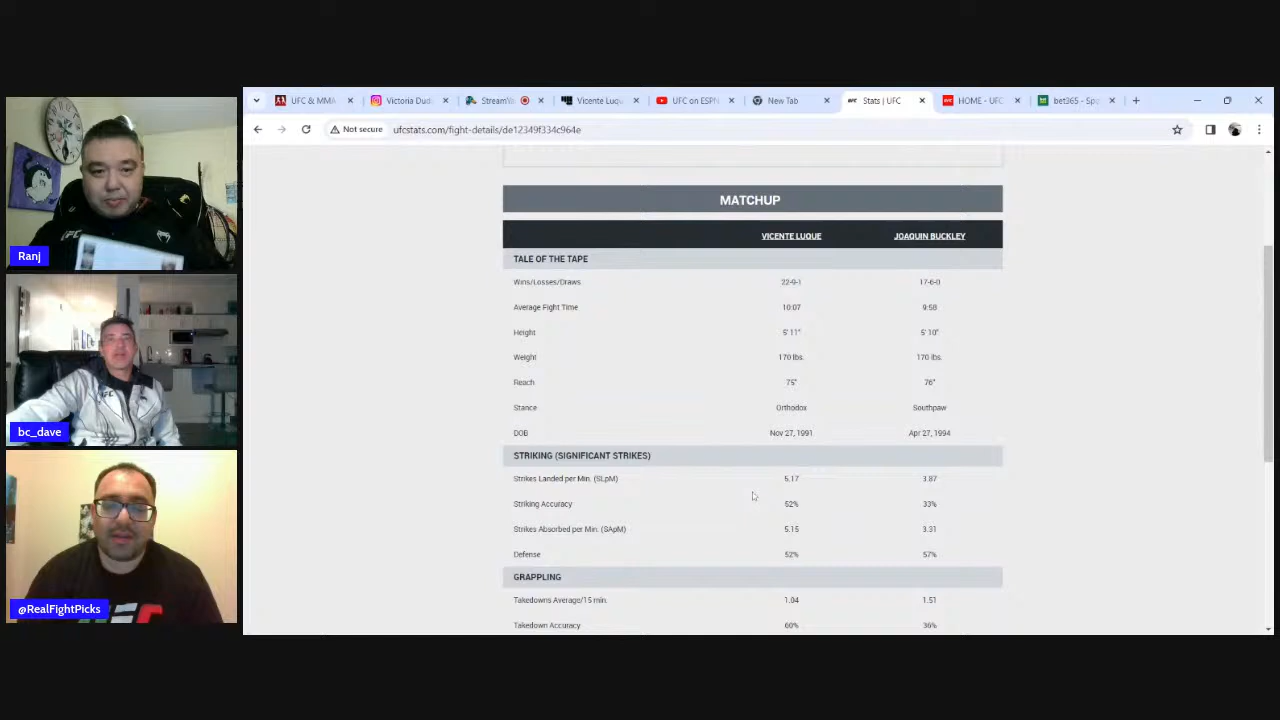 UFC & MMA
Victoria Dud
StreamYa
Vicente Luqu
UFC on ESPN
New Tab
Stats | UFC
HOME - UFC
bet365 - Spo
Not secure
ufcstats.com/fight-details/de12349f334c964e
MATCHUP
VICENTE LUQUE JOAQUIN BUCKLEY
TALE OF THE TAPE
Wins/Losses/Draws 22-9-1 17-6-0
Average Fight Time 10:07 9:58
Height 5' 11" 5' 10"
Weight 170 lbs. 170 lbs.
Reach 75" 76"
Stance Orthodox Southpaw
DOB Nov 27, 1991 Apr 27, 1994
STRIKING (SIGNIFICANT STRIKES)
Strikes Landed per Min. (SLpM) 5.17 3.87
Striking Accuracy 52% 33%
Strikes Absorbed per Min. (SApM) 5.15 3.31
Defense 52% 57%
GRAPPLING
Takedowns Average/15 min. 1.04 1.51
Takedown Accuracy 60% 36%
Ranj
bc_dave
@RealFightPicks